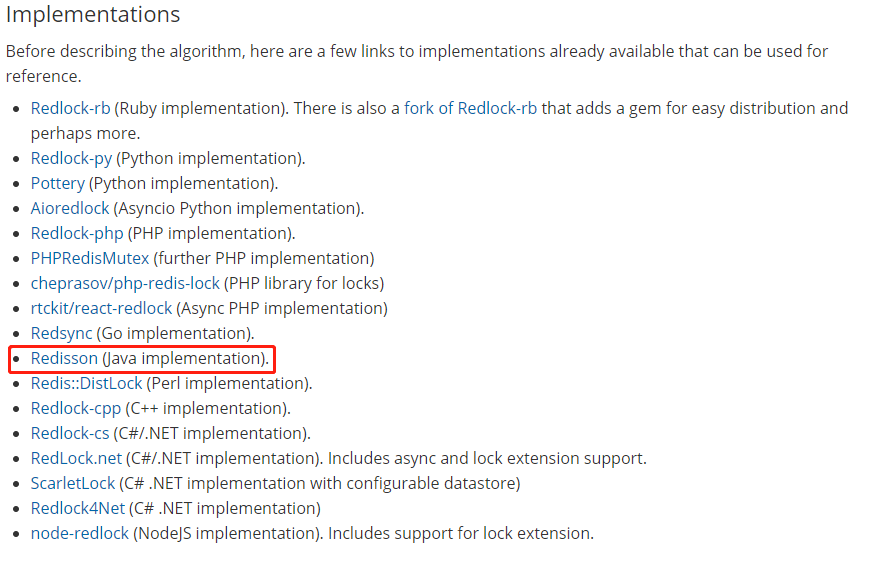 Implementations
Before describing the algorithm, here are a few links to implementations already available that can be used for
reference.
• Redlock-rb (Ruby implementation). There is also a fork of Redlock-rb that adds a gem for easy distribution and
perhaps more.
• Redlock-py (Python implementation).
• Pottery (Python implementation).
• Aioredlock (Asyncio Python implementation).
• Redlock-php (PHP implementation).
• PHPRedisMutex (further PHP implementation)
• cheprasov/php-redis-lock (PHP library for locks)
• rtckit/react-redlock (Async PHP implementation)
• Redsync (Go implementation).
• Redisson (Java implementation).
• Redis::DistLock (Perl implementation).
• Redlock-cpp (C++ implementation).
• Redlock-cs (C#/.NET implementation).
• RedLock.net (C#/.NET implementation). Includes async and lock extension support.
• ScarletLock (C# .NET implementation with configurable datastore)
• Redlock4Net (C# .NET implementation)
• node-redlock (NodeJS implementation). Includes support for lock extension.